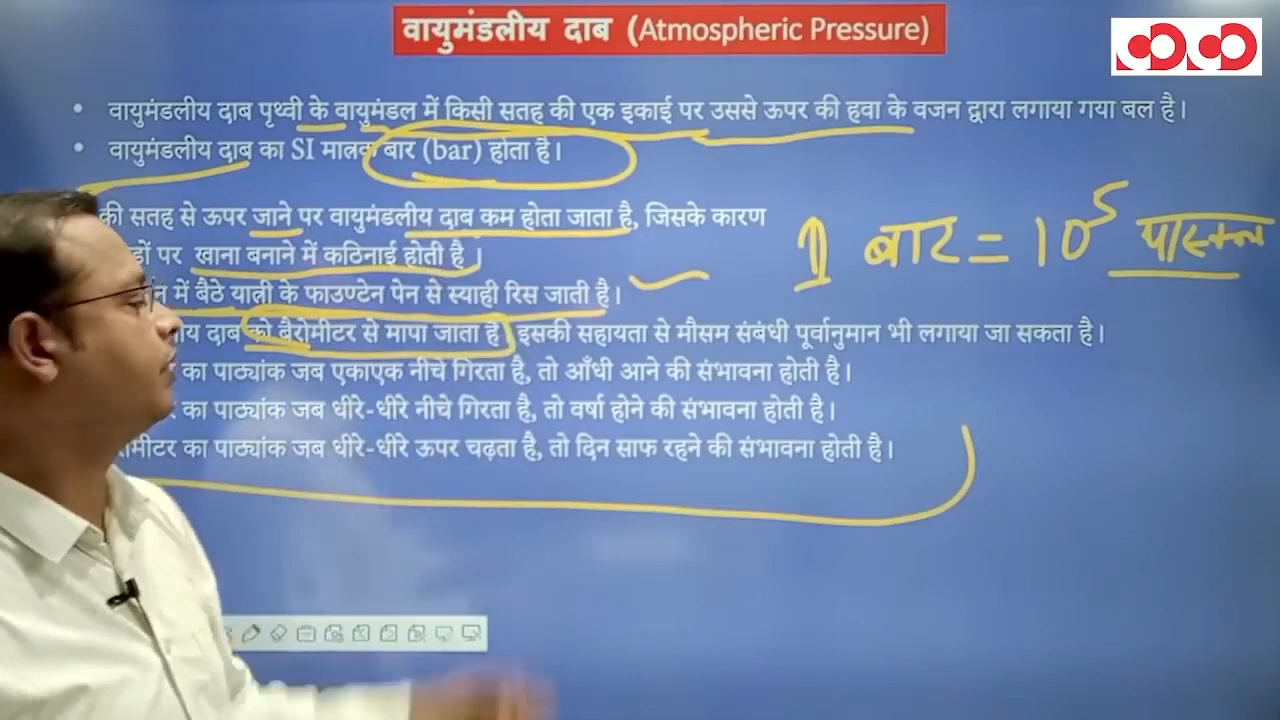 वायुमंडलीय दाब (Atmospheric Pressure)
• वायुमंडलीय दाब पृथ्वी के वायुमंडल में किसी सतह की एक इकाई पर उससे ऊपर की हवा के वजन द्वारा लगाया गया बल है।
• वायुमंडलीय दाब का SI मात्रक बार (bar) होता है।
की सतह से ऊपर जाने पर वायुमंडलीय दाब कम होता जाता है, जिसके कारण
पर खाना बनाने में कठिनाई होती है।
में बैठे यात्री के फाउण्टेन पेन से स्याही रिस जाती है।
दाब को बैरोमीटर से मापा जाता है, इसकी सहायता से मौसम संबंधी पूर्वानुमान भी लगाया जा सकता है।
का पाठ्यांक जब एकाएक नीचे गिरता है, तो आँधी आने की संभावना होती है।
का पाठ्यांक जब धीरे-धीरे नीचे गिरता है, तो वर्षा होने की संभावना होती है।
का पाठ्यांक जब धीरे-धीरे ऊपर चढ़ता है, तो दिन साफ रहने की संभावना होती है।
1 बार = 10⁵